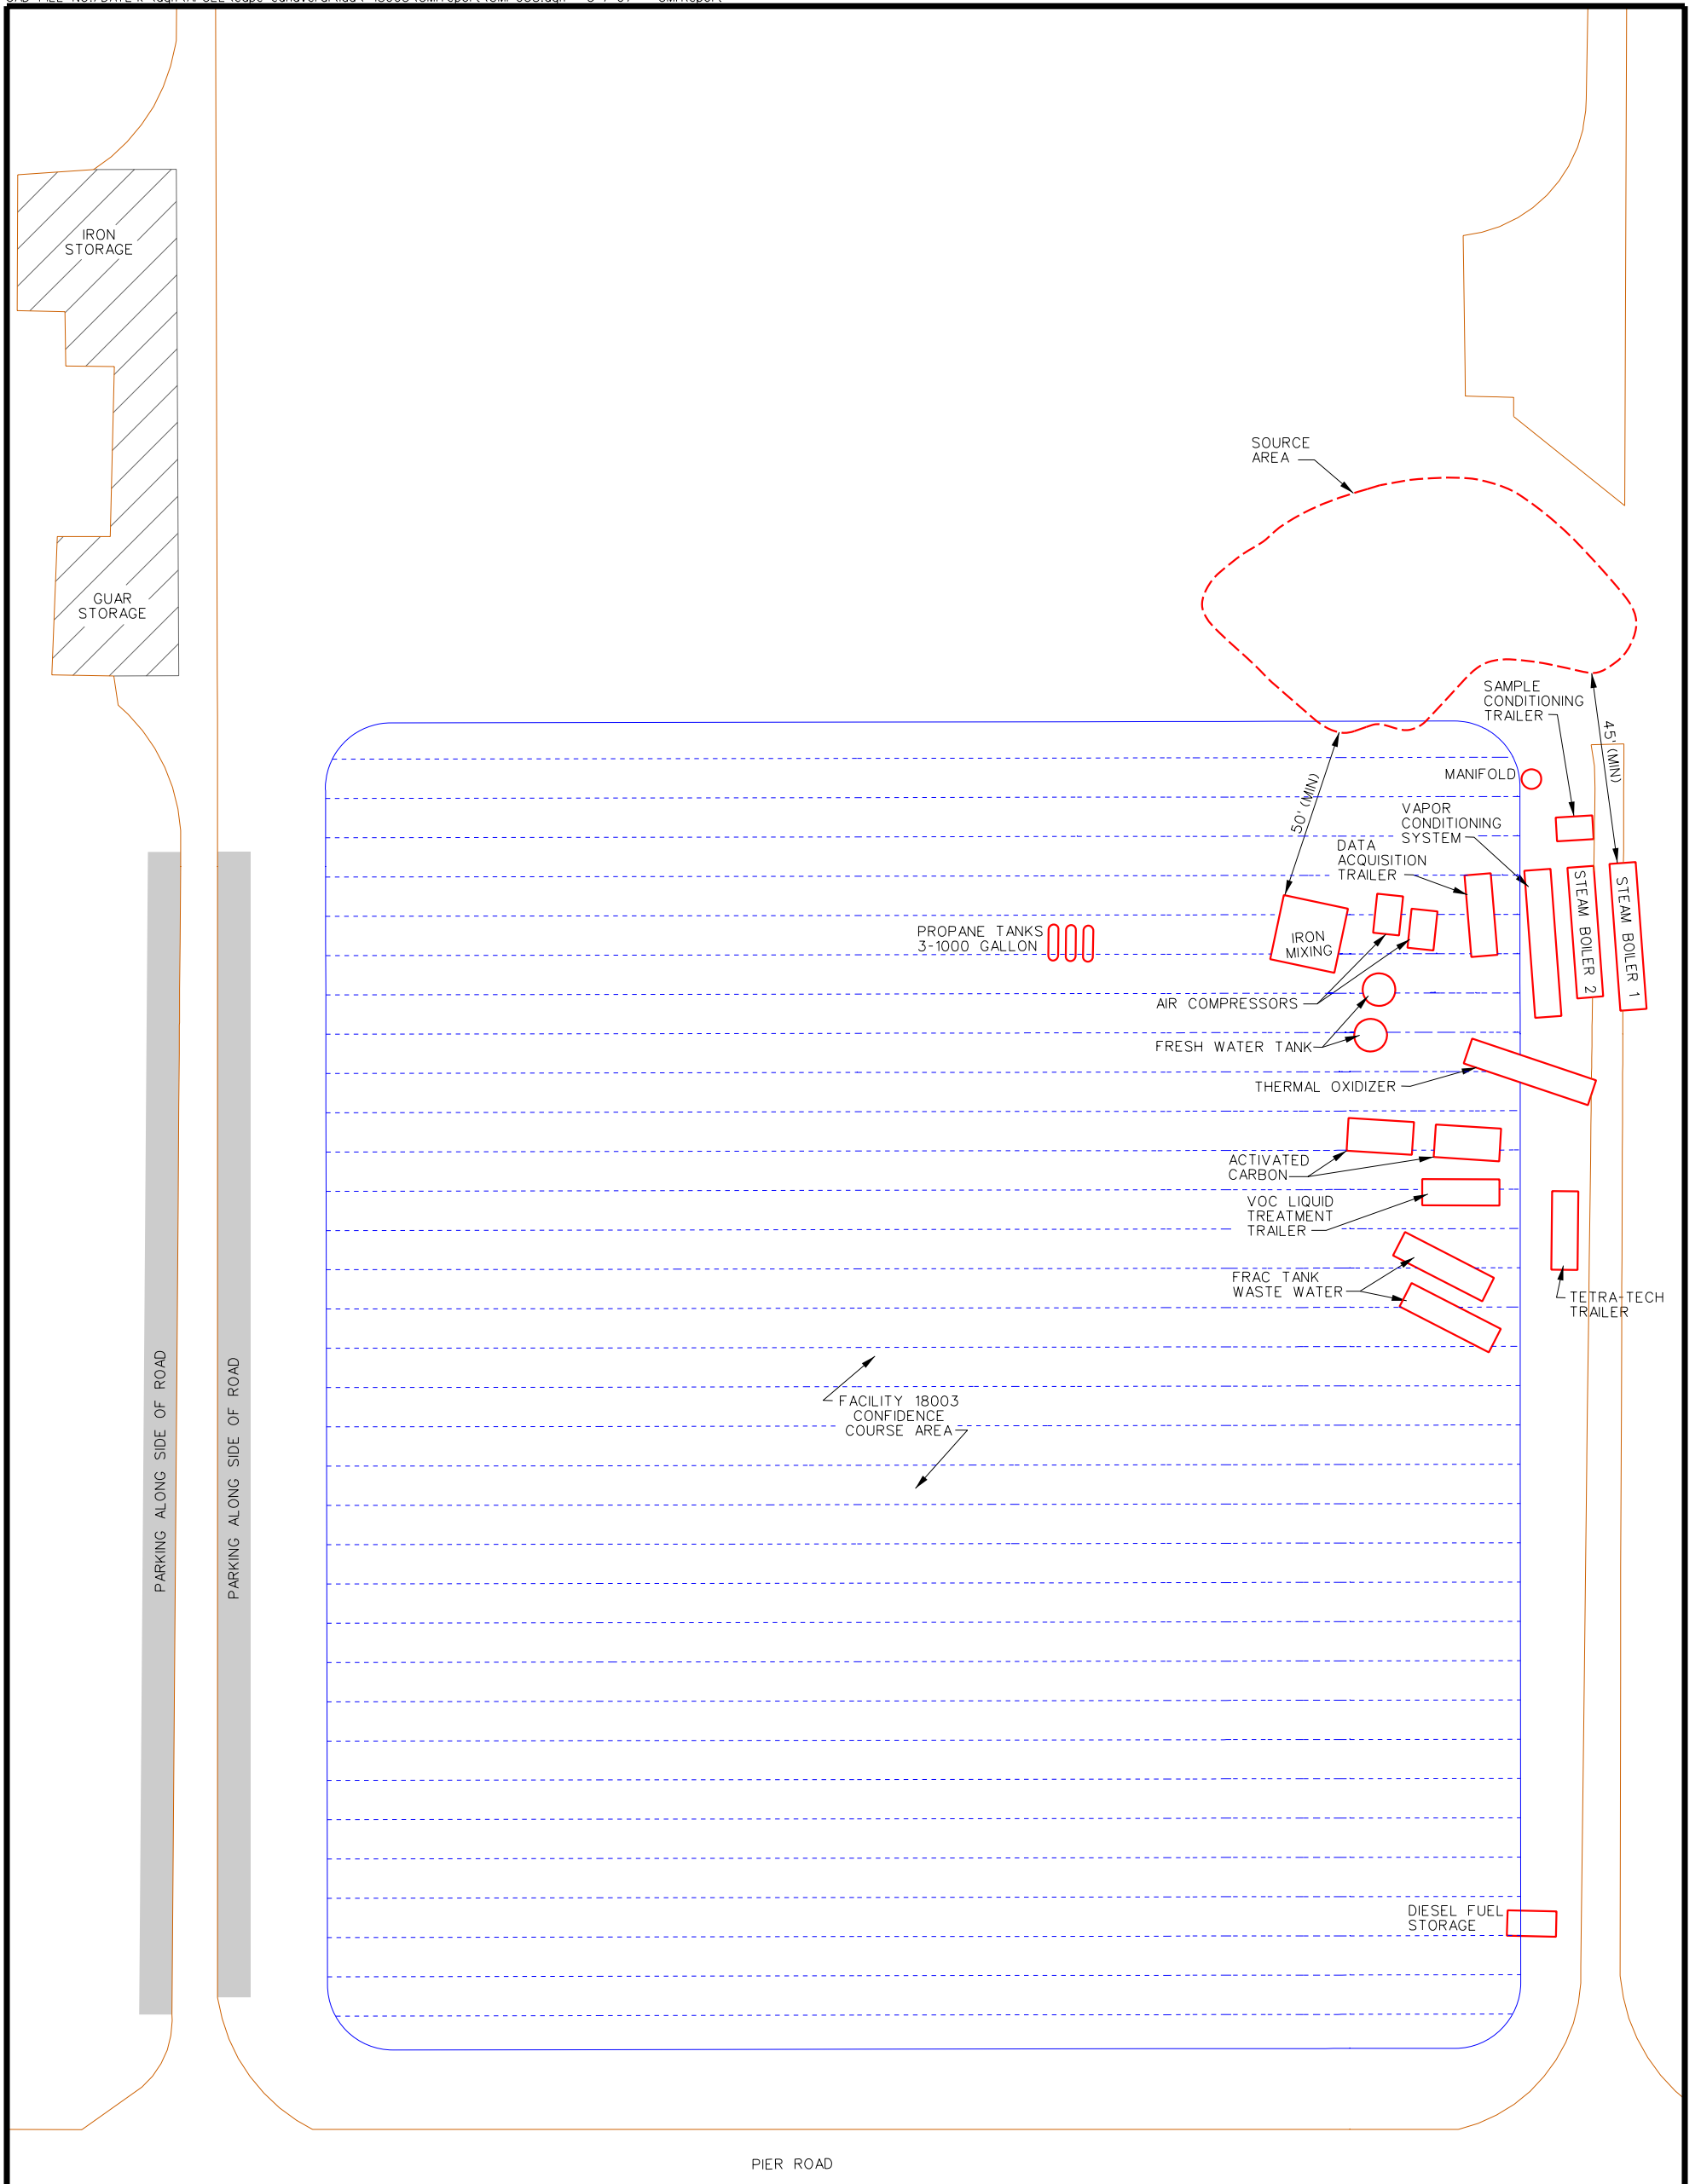 IRON
STORAGE
SOURCE
AREA
GUAR
STORAGE
SAMPLE
CONDITIONING
TRAILER
45' (MIN)
MANIFOLD
50' (MIN)
VAPOR
CONDITIONING
SYSTEM
DATA
ACQUISITION
TRAILER
STEAM BOILER 2
STEAM BOILER 1
PROPANE TANKS
3-1000 GALLON
IRON
MIXING
AIR COMPRESSORS
FRESH WATER TANK
THERMAL OXIDIZER
ACTIVATED
CARBON
VOC LIQUID
TREATMENT
TRAILER
FRAC TANK
WASTE WATER
TETRA-TECH
TRAILER
PARKING ALONG SIDE OF ROAD
PARKING ALONG SIDE OF ROAD
FACILITY 18003
CONFIDENCE
COURSE AREA
DIESEL FUEL
STORAGE
PIER ROAD